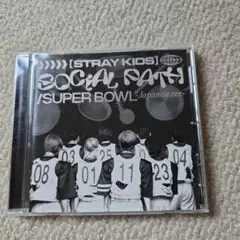 [STRAY KIDS]
SOCIAL PATH
/SUPER BOWL
-Japanese ver.-
08
03
01
11
23
04